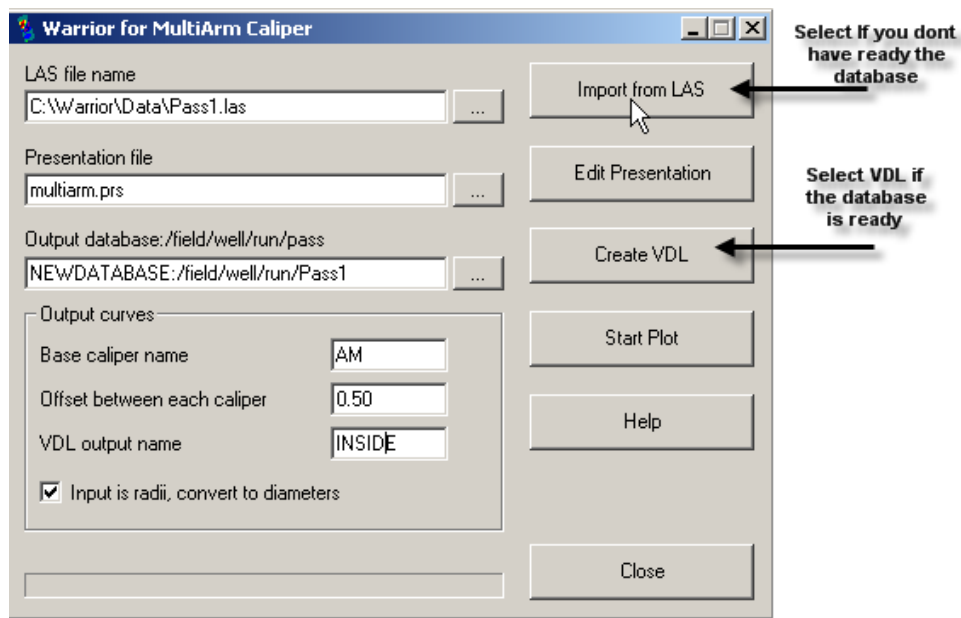 Warrior for MultiArm Caliper
LAS file name
C:\Warrior\Data\Pass1.las
...
Import from LAS
Select If you dont
have ready the
database
Presentation file
multiarm.prs
...
Edit Presentation
Select VDL if
the database
is ready
Output database:/field/well/run/pass
NEWDATABASE:/field/well/run/Pass1
...
Create VDL
Output curves
Base caliper name
AM
Offset between each caliper
0.50
VDL output name
INSIDE
Input is radii, convert to diameters
Start Plot
Help
Close